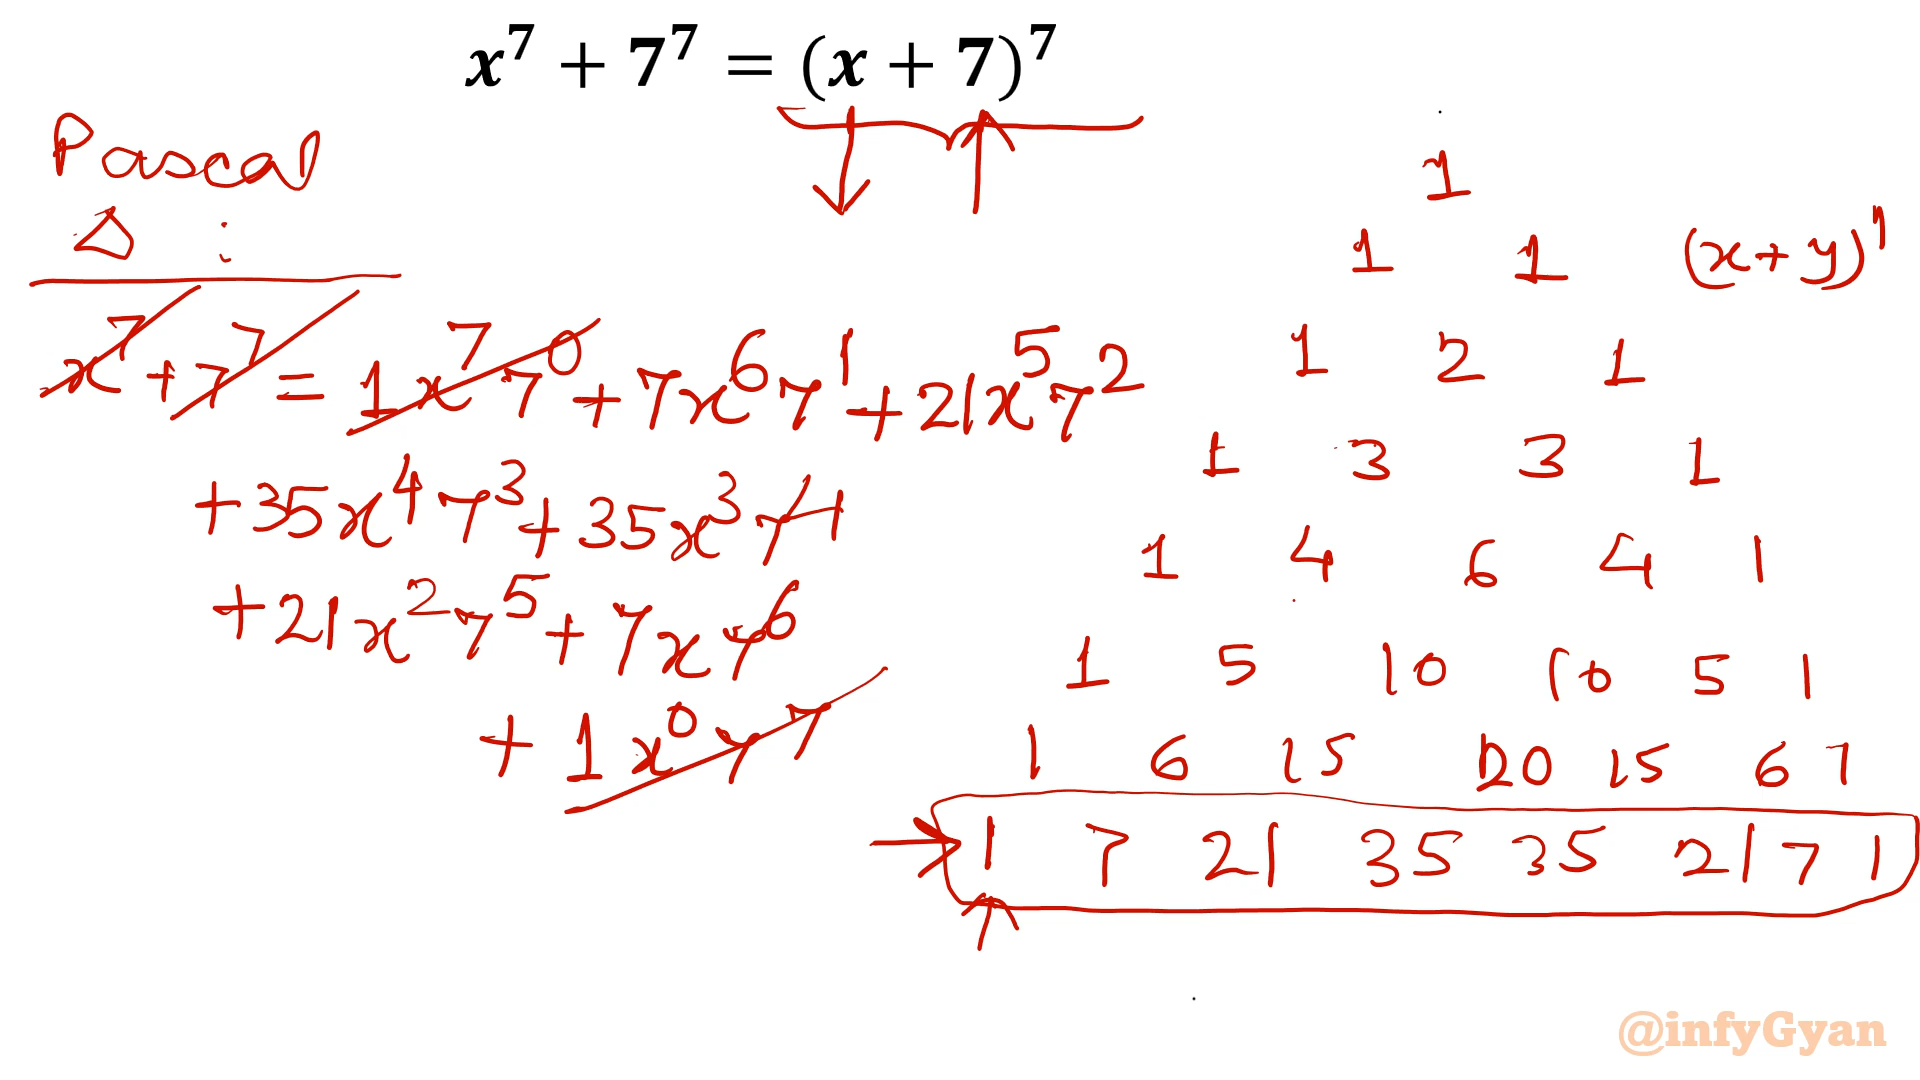 x⁷ + 7⁷ = (x + 7)⁷
Pascal
Δ :
x⁷ + 7⁷ = 1x⁷7⁰ + 7x⁶7¹ + 21x⁵7²
+ 35x⁴7³ + 35x³7⁴
+ 21x²7⁵ + 7x7⁶
+ 1x⁰7⁷
1
1 1 (x+y)¹
1 2 1
1 3 3 1
1 4 6 4 1
1 5 10 10 5 1
1 6 15 20 15 6 1
1 7 21 35 35 21 7 1
@infyGyan